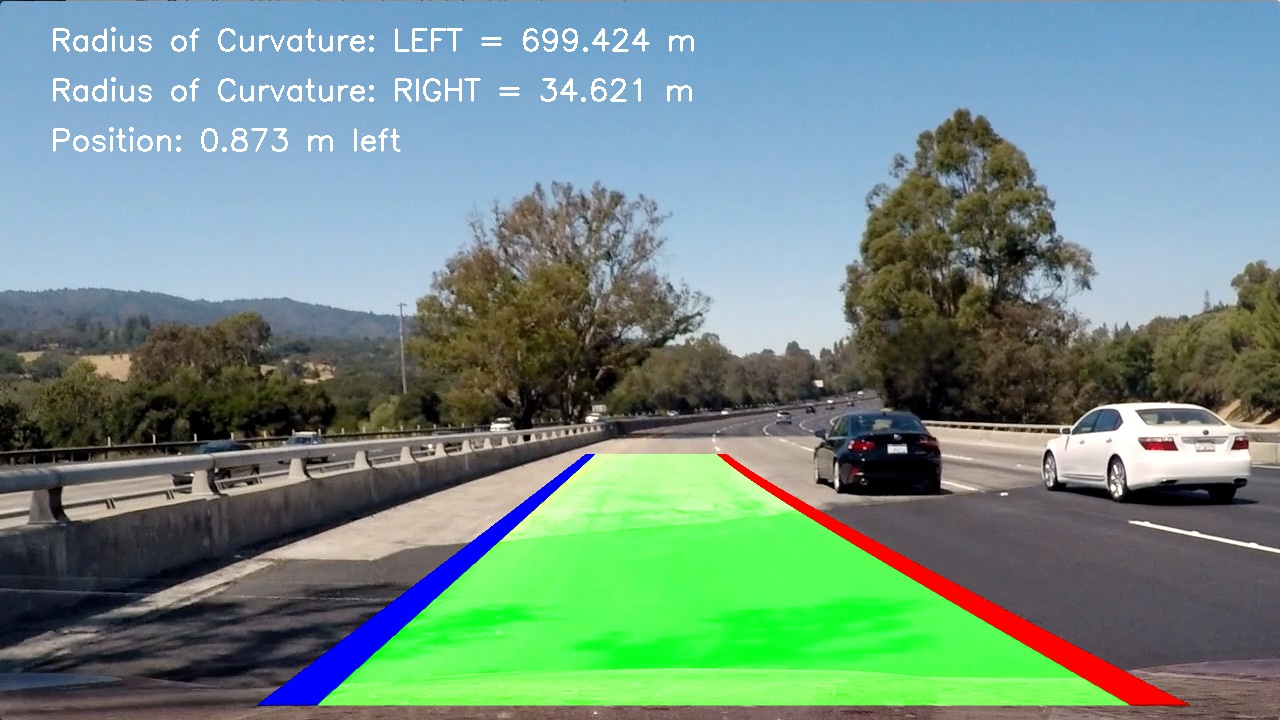 Radius of Curvature: LEFT = 699.424 m
Radius of Curvature: RIGHT = 34.621 m
Position: 0.873 m left